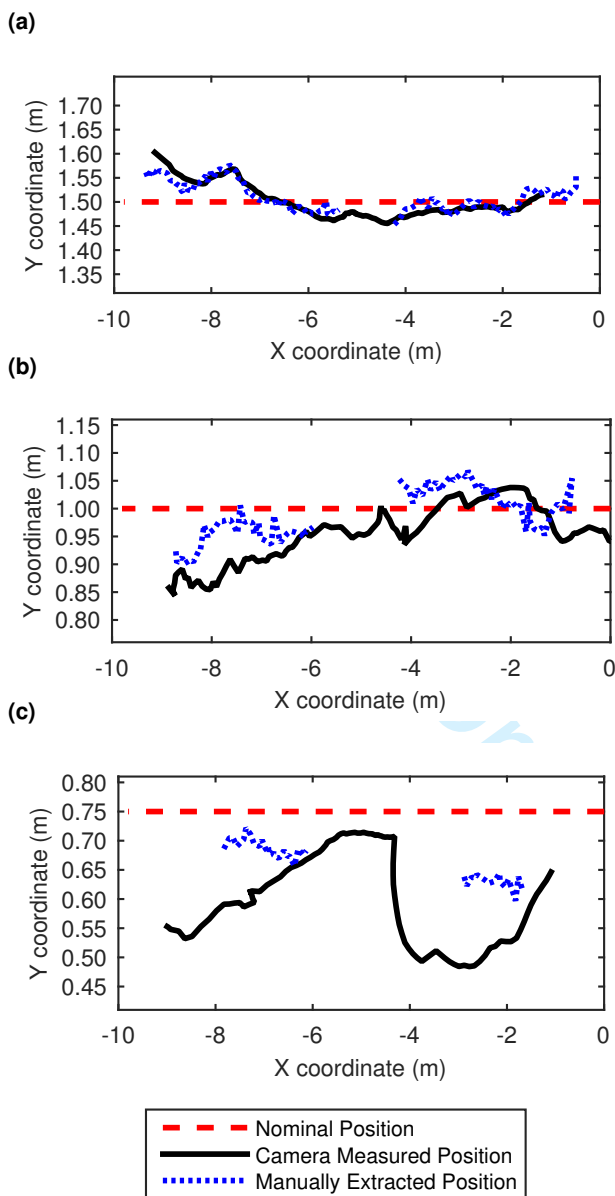 (a)
1.70
1.65
1.60
1.55
1.50
1.45
1.40
1.35
Y coordinate (m)
-10 -8 -6 -4 -2 0
X coordinate (m)
(b)
1.15
1.10
1.05
1.00
0.95
0.90
0.85
0.80
Y coordinate (m)
-10 -8 -6 -4 -2 0
X coordinate (m)
(c)
0.80
0.75
0.70
0.65
0.60
0.55
0.50
0.45
Y coordinate (m)
-10 -8 -6 -4 -2 0
X coordinate (m)
Nominal Position
Camera Measured Position
Manually Extracted Position